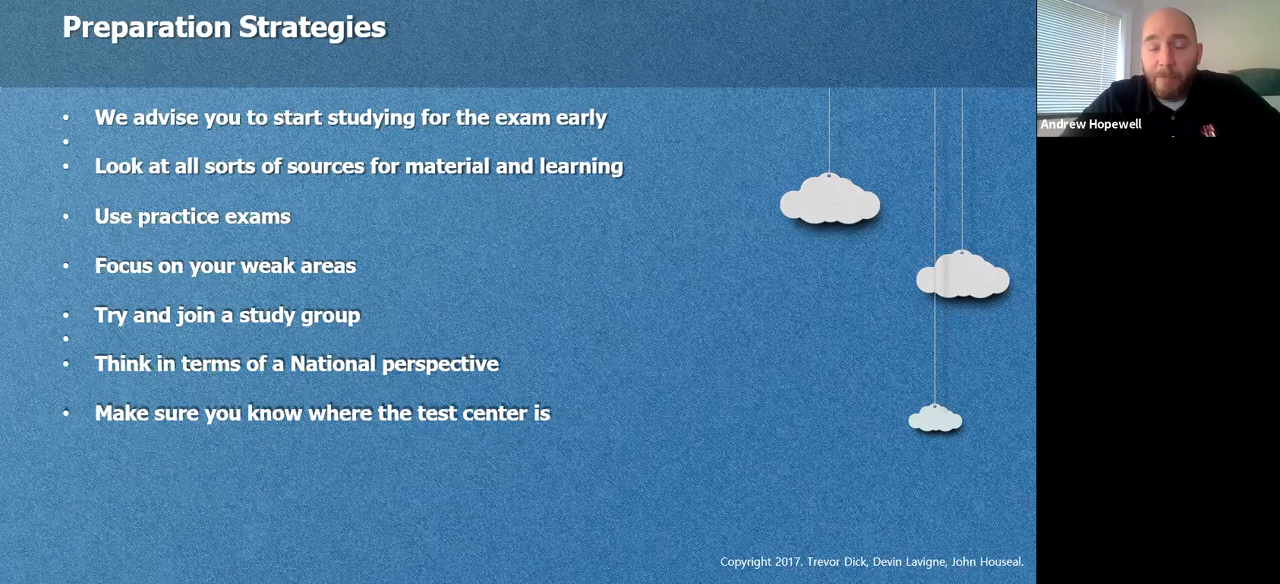 Preparation Strategies
• We advise you to start studying for the exam early
•
• Look at all sorts of sources for material and learning
• Use practice exams
• Focus on your weak areas
• Try and join a study group
•
• Think in terms of a National perspective
• Make sure you know where the test center is
Copyright 2017. Trevor Dick, Devin Lavigne, John Houseal.
Andrew Hopewell